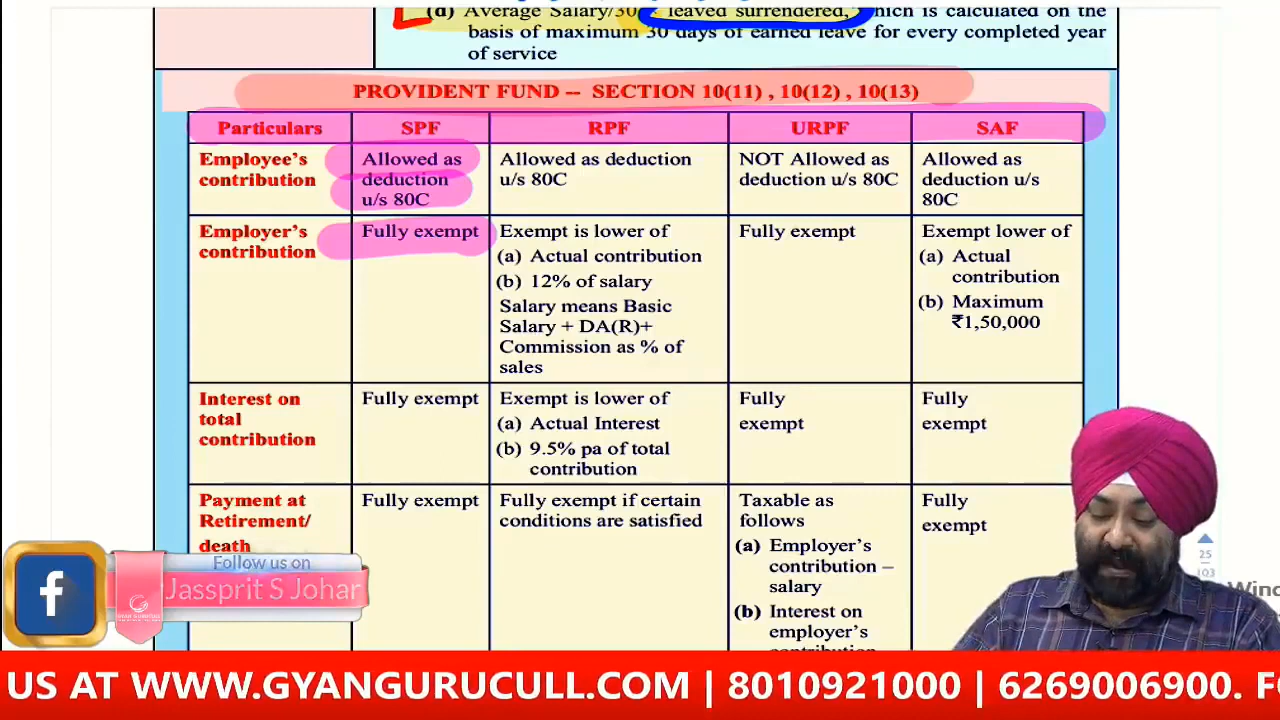 (d) Average Salary/30 × leaved surrendered, which is calculated on the
basis of maximum 30 days of earned leave for every completed year
of service
PROVIDENT FUND -- SECTION 10(11) , 10(12) , 10(13)
Particulars SPF RPF URPF SAF
Employee's
contribution
Allowed as
deduction
u/s 80C
Allowed as deduction
u/s 80C
NOT Allowed as
deduction u/s 80C
Allowed as
deduction u/s
80C
Employer's
contribution
Fully exempt
Exempt is lower of
(a) Actual contribution
(b) 12% of salary
Salary means Basic
Salary + DA(R)+
Commission as % of
sales
Fully exempt
Exempt lower of
(a) Actual
contribution
(b) Maximum
₹1,50,000
Interest on
total
contribution
Fully exempt
Exempt is lower of
(a) Actual Interest
(b) 9.5% pa of total
contribution
Fully
exempt
Fully
exempt
Payment at
Retirement/
death
Fully exempt
Fully exempt if certain
conditions are satisfied
Taxable as
follows
(a) Employer's
contribution –
salary
(b) Interest on
employer's
Fully
exempt
25
103
f
Follow us on
Jassprit S Johar
US AT WWW.GYANGURUCULL.COM | 8010921000 | 6269006900.